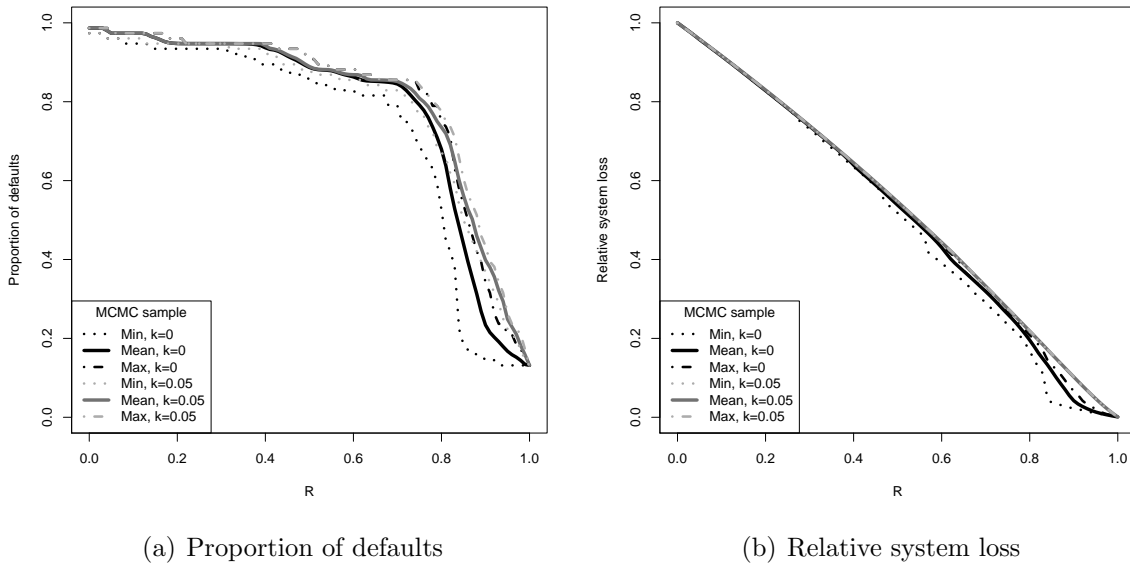 1.0
0.8
0.6
0.4
0.2
0.0
Proportion of defaults
MCMC sample
Min, k=0
Mean, k=0
Max, k=0
Min, k=0.05
Mean, k=0.05
Max, k=0.05
0.0 0.2 0.4 0.6 0.8 1.0
R
(a) Proportion of defaults
1.0
0.8
0.6
0.4
0.2
0.0
Relative system loss
MCMC sample
Min, k=0
Mean, k=0
Max, k=0
Min, k=0.05
Mean, k=0.05
Max, k=0.05
0.0 0.2 0.4 0.6 0.8 1.0
R
(b) Relative system loss